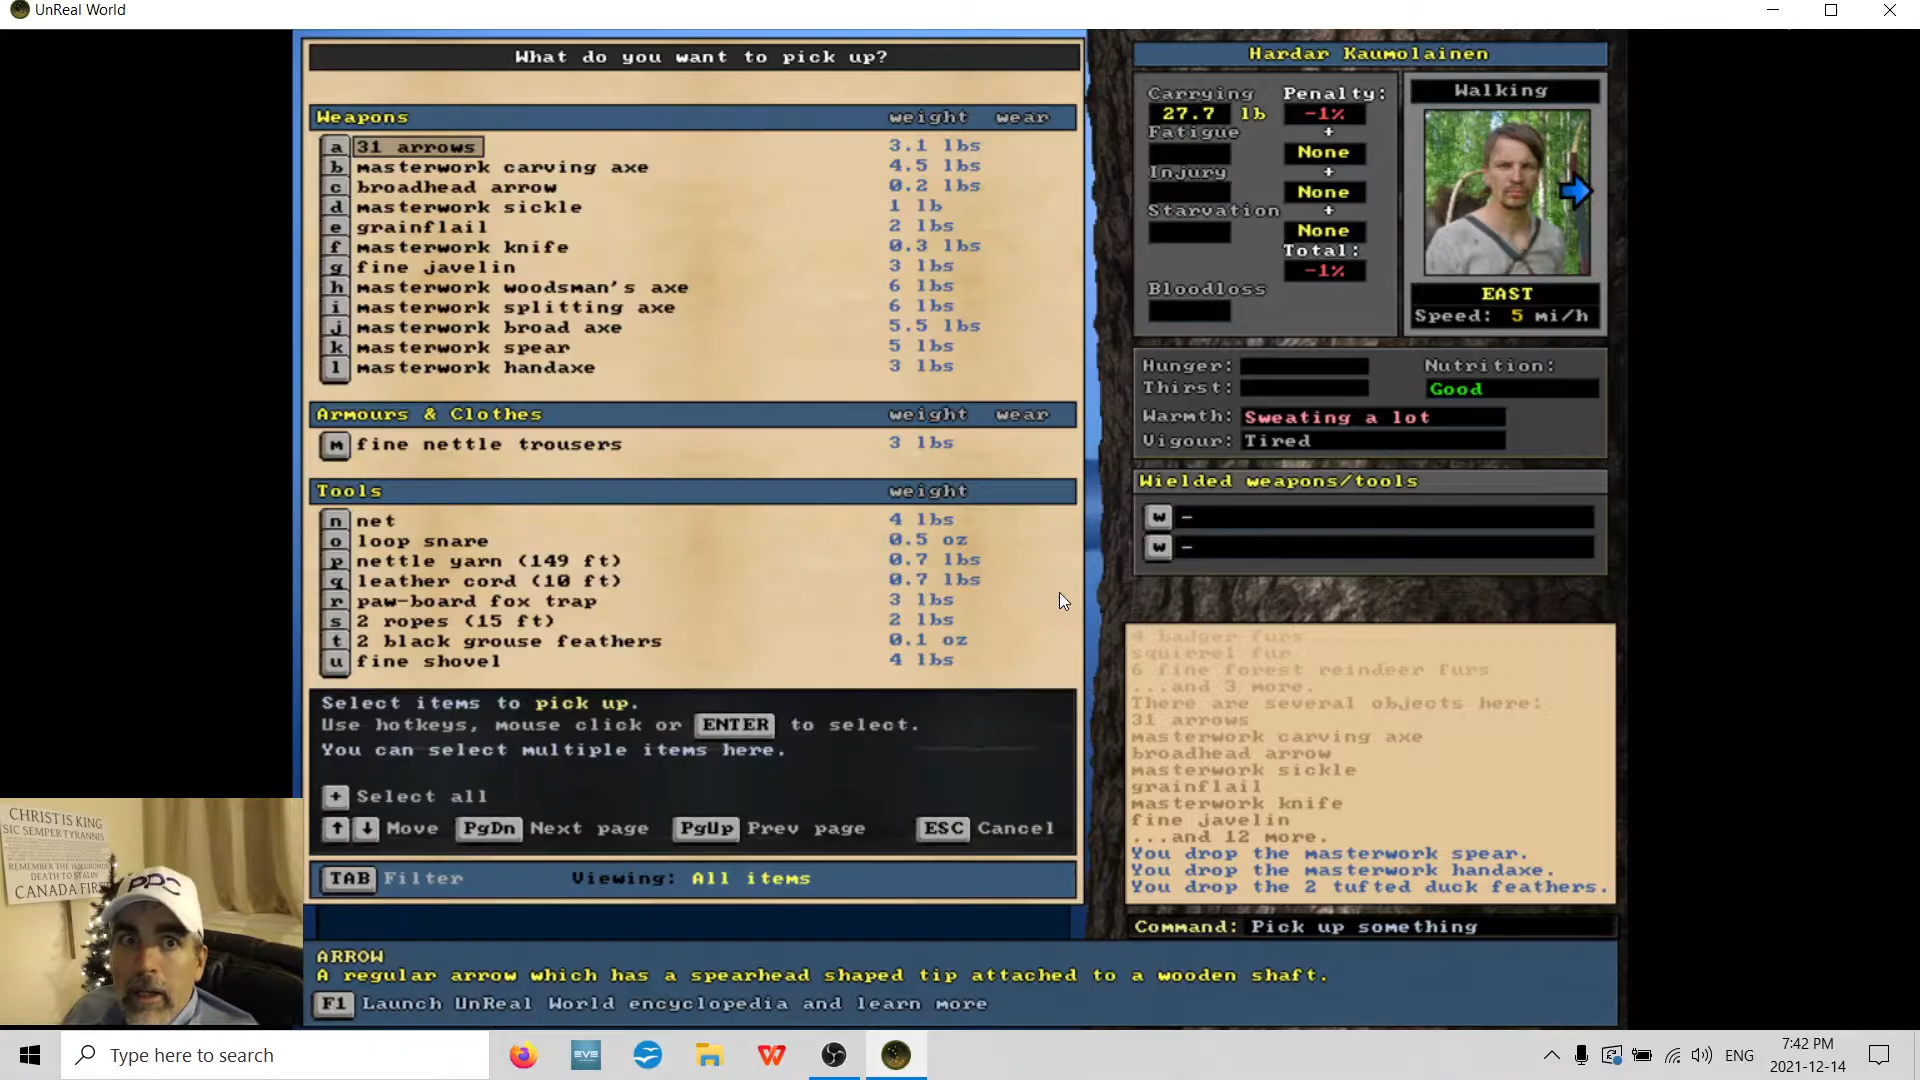 UnReal World
What do you want to pick up?
Weapons weight wear
a 31 arrows 3.1 lbs
b masterwork carving axe 4.5 lbs
c broadhead arrow 0.2 lbs
d masterwork sickle 1 lb
e grainflail 2 lbs
f masterwork knife 0.3 lbs
g fine javelin 3 lbs
h masterwork woodsman's axe 6 lbs
i masterwork splitting axe 6 lbs
j masterwork broad axe 5.5 lbs
k masterwork spear 5 lbs
l masterwork handaxe 3 lbs
Armours & Clothes weight wear
m fine nettle trousers 3 lbs
Tools weight
n net 4 lbs
o loop snare 0.5 oz
p nettle yarn (149 ft) 0.7 lbs
q leather cord (10 ft) 0.7 lbs
r paw-board fox trap 3 lbs
s 2 ropes (15 ft) 2 lbs
t 2 black grouse feathers 0.1 oz
u fine shovel 4 lbs
Select items to pick up.
Use hotkeys, mouse click or ENTER to select.
You can select multiple items here.
+ Select all
↑ ↓ Move PgDn Next page PgUp Prev page ESC Cancel
TAB Filter Viewing: All items
ARROW
A regular arrow which has a spearhead shaped tip attached to a wooden shaft.
F1 Launch UnReal World encyclopedia and learn more
Hardar Kaumolainen
Carrying Penalty:
27.7 lb -1%
Fatigue +
None
Injury +
None
Starvation +
None
Total:
-1%
Bloodloss
Walking
EAST
Speed: 5 mi/h
Hunger: Nutrition:
Thirst: Good
Warmth: Sweating a lot
Vigour: Tired
Wielded weapons/tools
w -
w -
4 badger furs
squirrel fur
6 fine forest reindeer furs
...and 3 more.
There are several objects here:
31 arrows
masterwork carving axe
broadhead arrow
masterwork sickle
grainflail
masterwork knife
fine javelin
...and 12 more.
You drop the masterwork spear.
You drop the masterwork handaxe.
You drop the 2 tufted duck feathers.
Command: Pick up something
CHRIST IS KING
SIC SEMPER TYRANNIS
REMEMBER THE HOLODOMOR
DEATH TO STALIN
CANADA FIRST
PPC
Type here to search
EVE
W
ENG
7:42 PM
2021-12-14